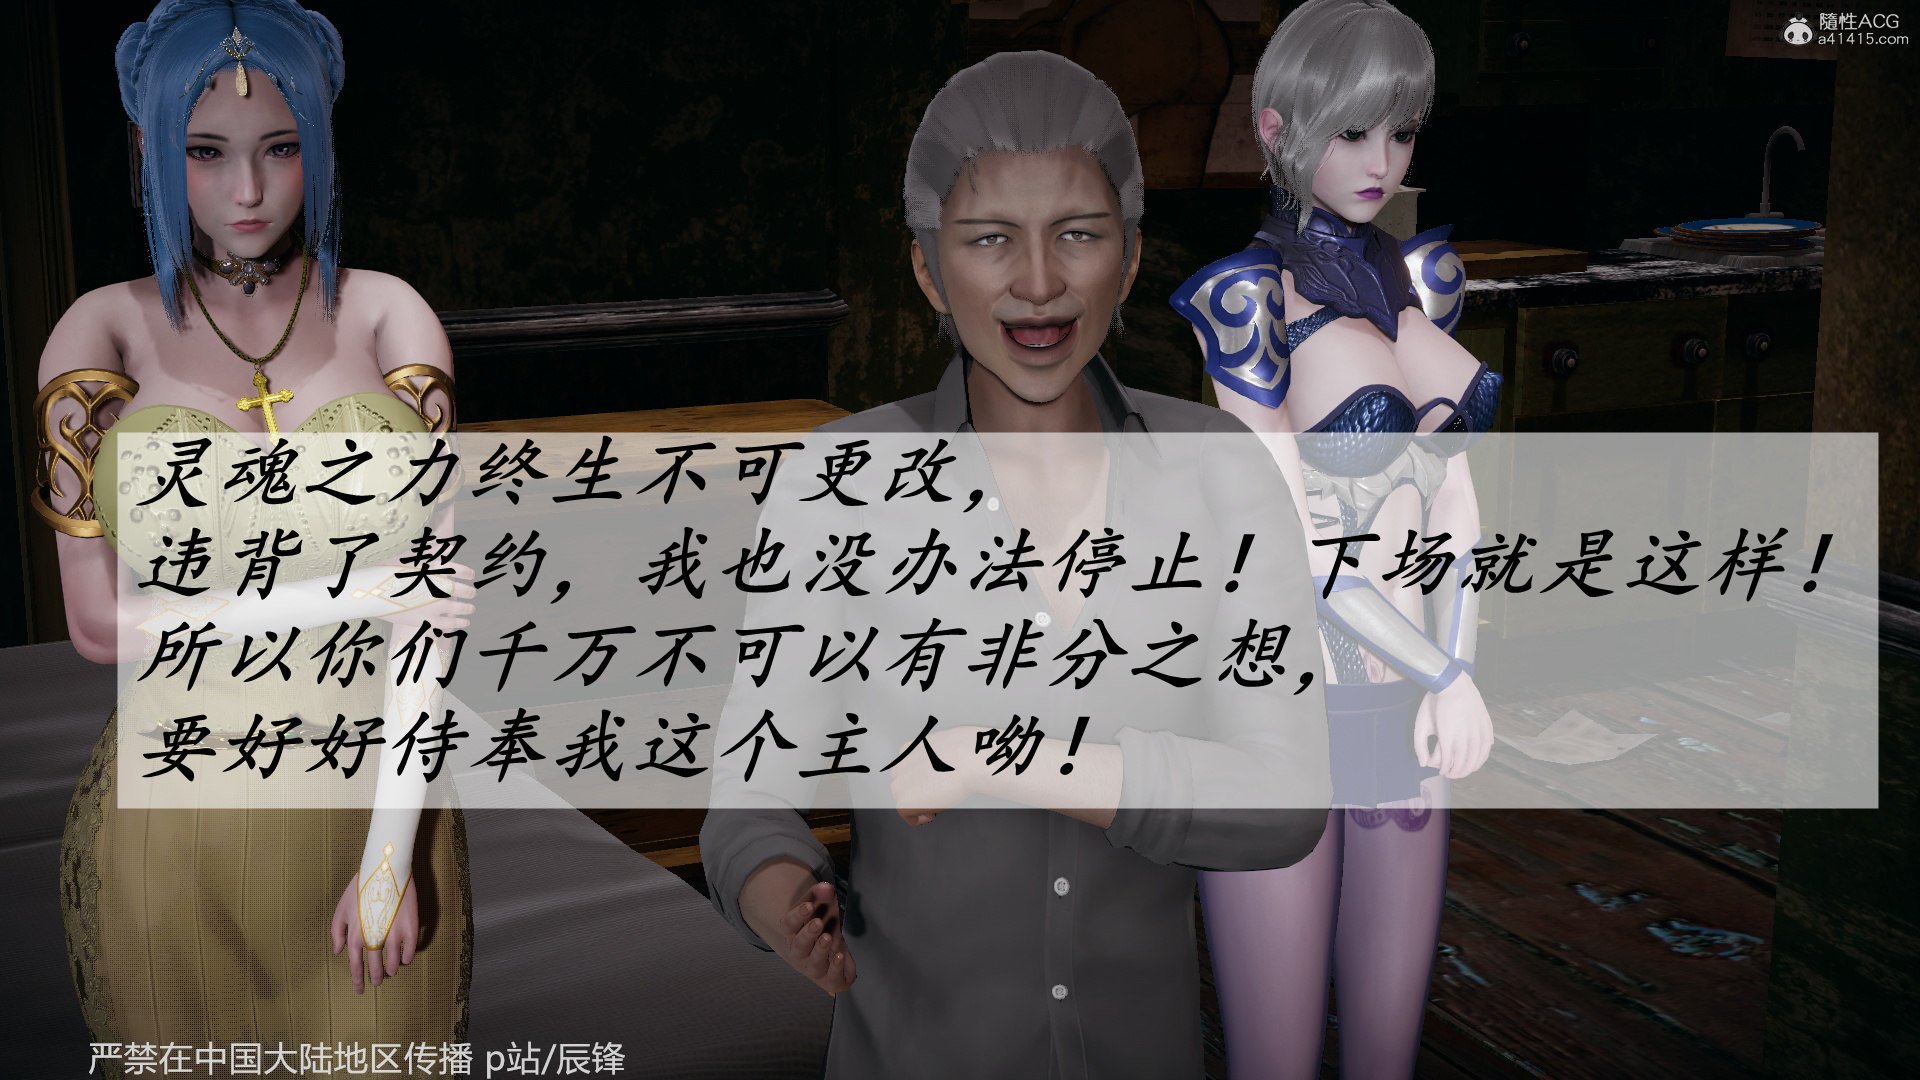 隨性ACG
a41415.com
灵魂之力终生不可更改，
违背了契约，我也没办法停止！下场就是这样！
所以你们千万不可以有非分之想，
要好好侍奉我这个主人呦！
严禁在中国大陆地区传播 p站/辰锋